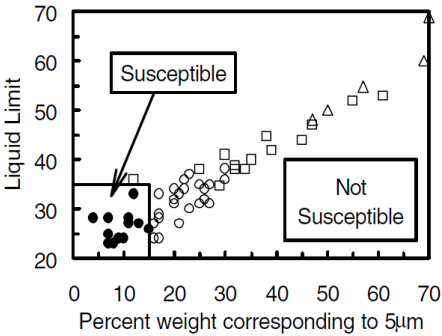 70
60
50
40
30
20
Liquid Limit
Susceptible
Not
Susceptible
0 10 20 30 40 50 60 70
Percent weight corresponding to 5μm